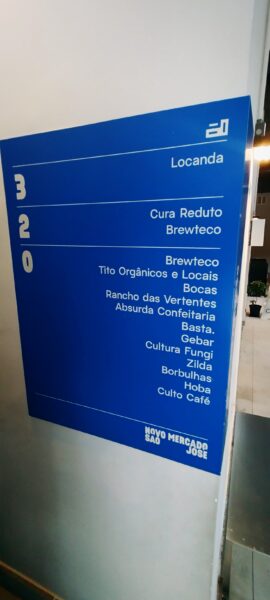 3
Locanda
2
Cura Reduto
Brewteco
0
Brewteco
Tito Orgânicos e Locais
Bocas
Rancho das Vertentes
Absurda Confeitaria
Basta.
Gebar
Cultura Fungi
Zilda
Borbulhas
Hoba
Culto Café
NOVO MERCADO
SÃO JOSÉ